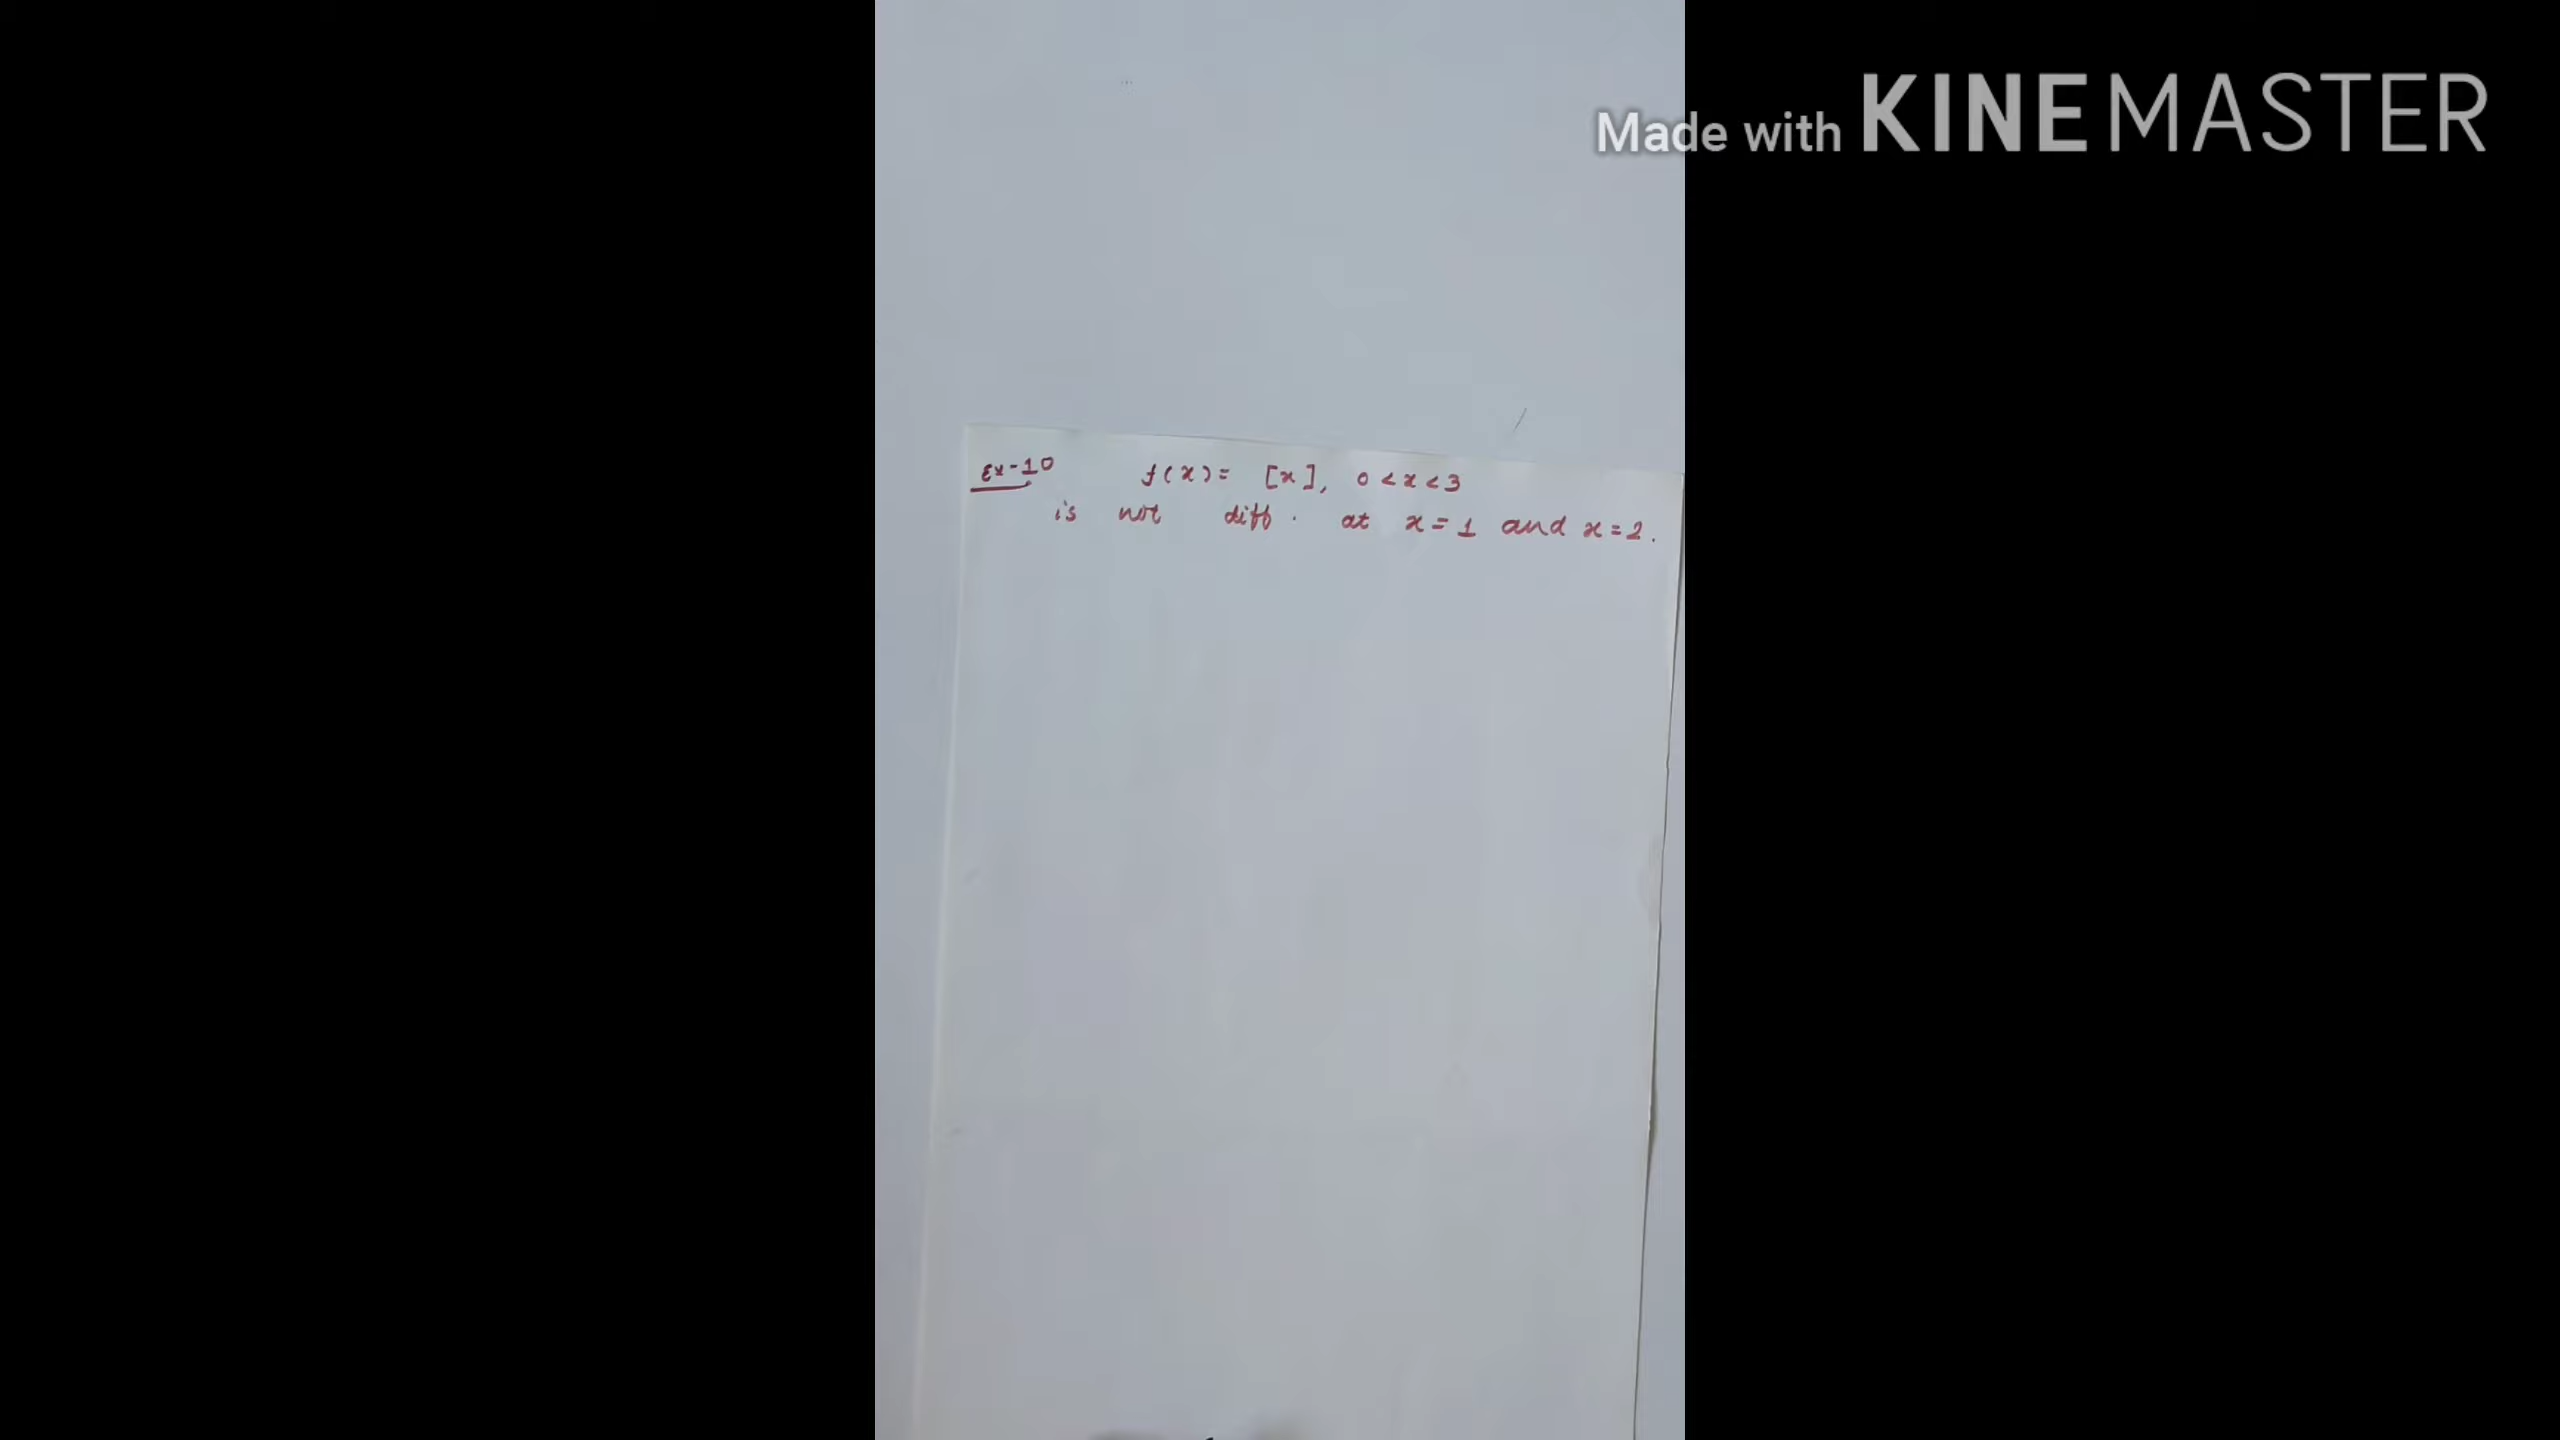 Made with KINEMASTER
Ex-10 f(x) = [x], 0 < x < 3
is not diff. at x = 1 and x = 2.